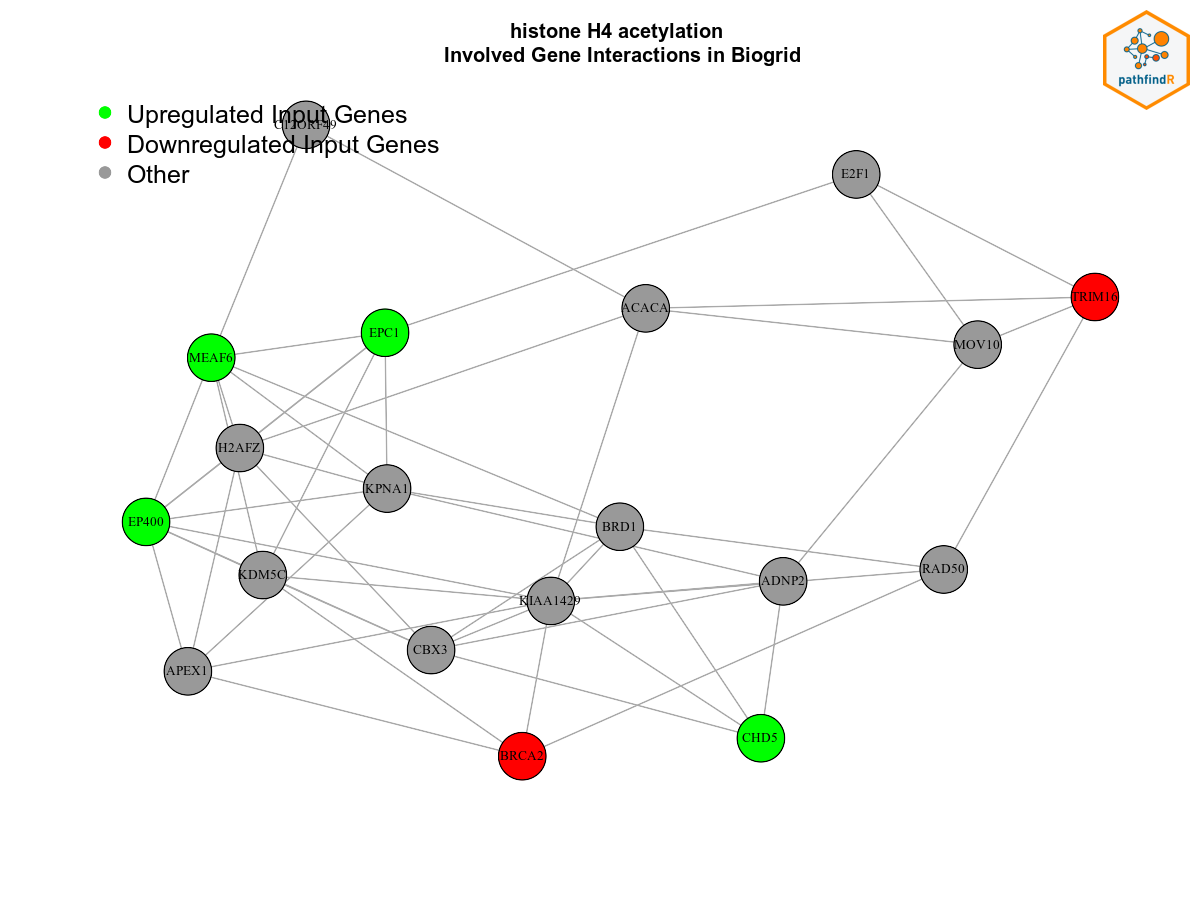 histone H4 acetylation
Involved Gene Interactions in Biogrid
pathfindR
Upregulated Input Genes
C12ORF49
Downregulated Input Genes
Other
E2F1
TRIM16
ACACA
EPC1
MOV10
MEAF6
H2AFZ
KPNA1
EP400
BRD1
RAD50
KDM5C
ADNP2
KIAA1429
CBX3
APEX1
CHD5
BRCA2